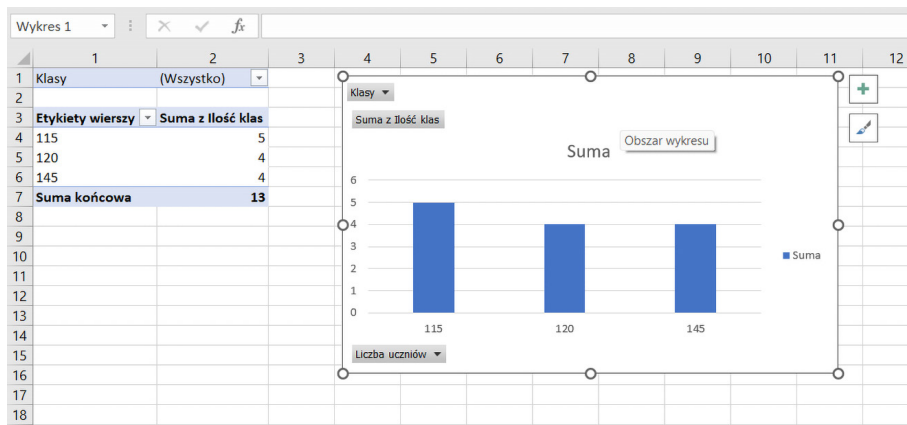 Wykres 1 fx
1 2 3 4 5 6 7 8 9 10 11 12
1 Klasy (Wszystko)
2
3 Etykiety wierszy Suma z Ilość klas
4 115 5
5 120 4
6 145 4
7 Suma końcowa 13
8
9
10
11
12
13
14
15
16
17
18
Klasy
Suma z Ilość klas
Obszar wykresu
Suma
6
5
4
3
2
1
0
115 120 145
Suma
Liczba uczniów